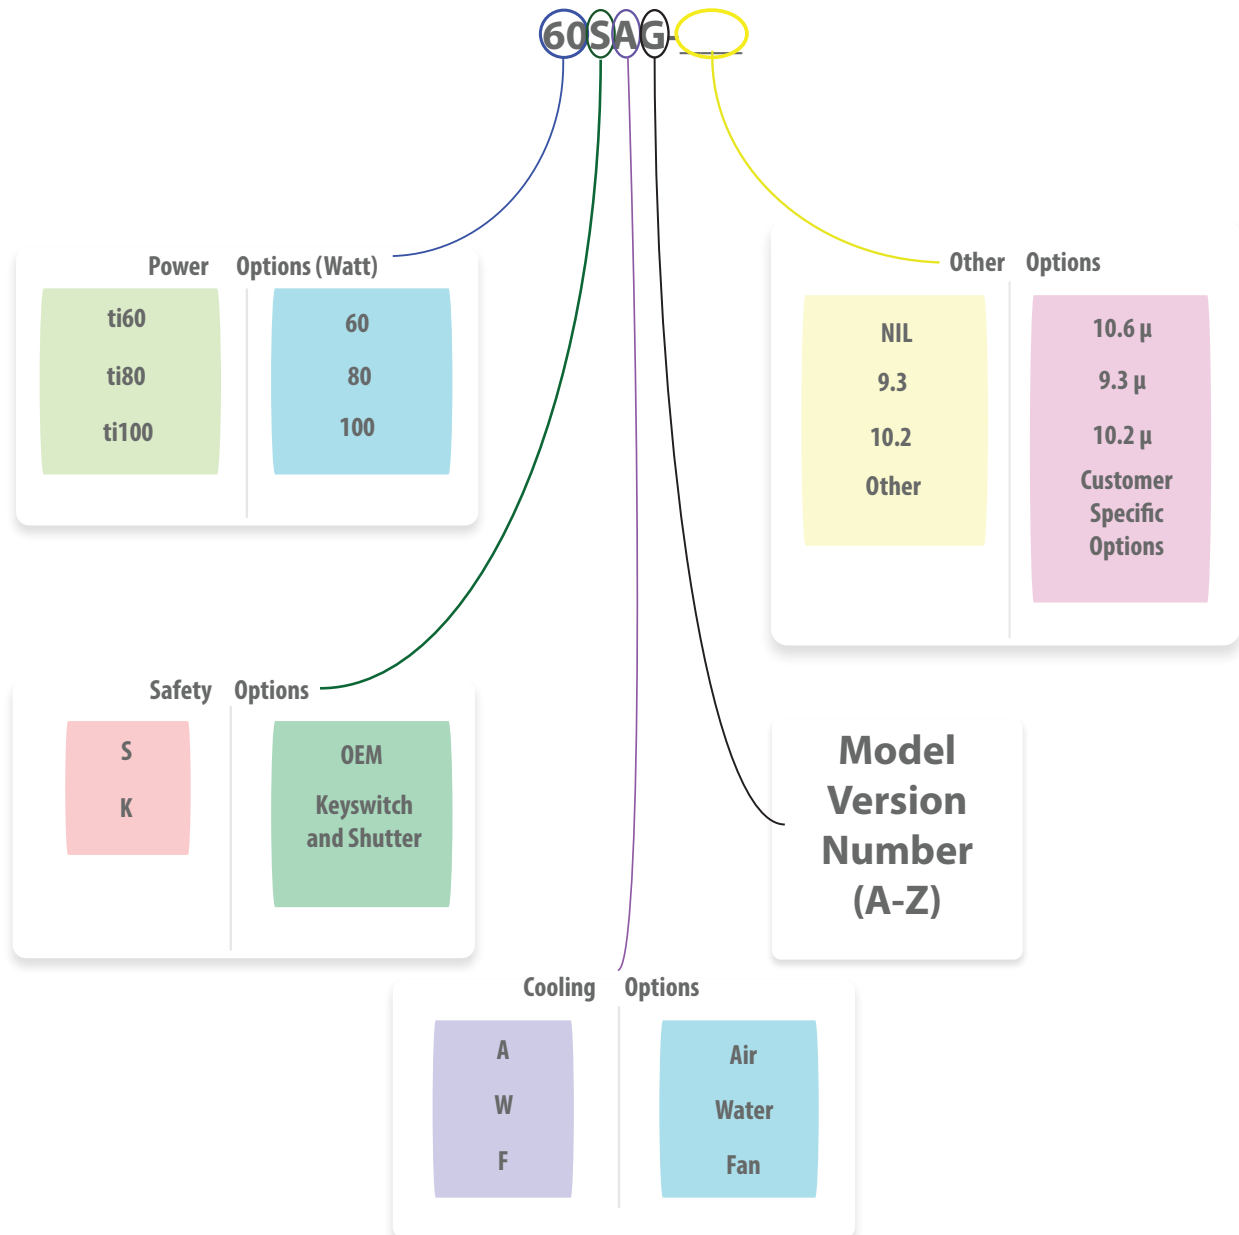 60SAG-__
Power Options (Watt)
ti60 60
ti80 80
ti100 100
Other Options
NIL 10.6 µ
9.3 9.3 µ
10.2 10.2 µ
Other Customer
Specific
Options
Safety Options
S OEM
K Keyswitch
and Shutter
Model
Version
Number
(A-Z)
Cooling Options
A Air
W Water
F Fan